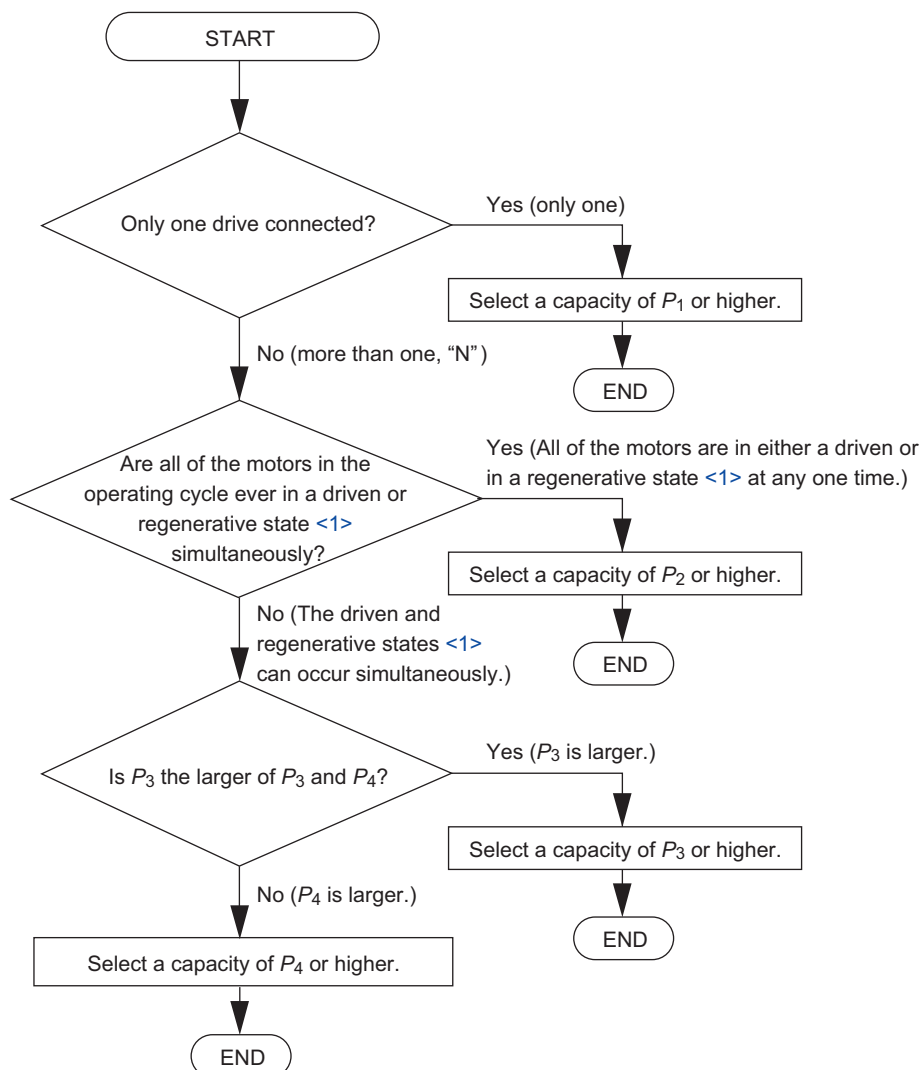 START
Only one drive connected?
Yes (only one)
Select a capacity of P1 or higher.
END
No (more than one, “N”)
Are all of the motors in the
operating cycle ever in a driven or
regenerative state <1>
simultaneously?
Yes (All of the motors are in either a driven or
in a regenerative state <1> at any one time.)
Select a capacity of P2 or higher.
END
No (The driven and
regenerative states <1>
can occur simultaneously.)
Is P3 the larger of P3 and P4?
Yes (P3 is larger.)
Select a capacity of P3 or higher.
END
No (P4 is larger.)
Select a capacity of P4 or higher.
END